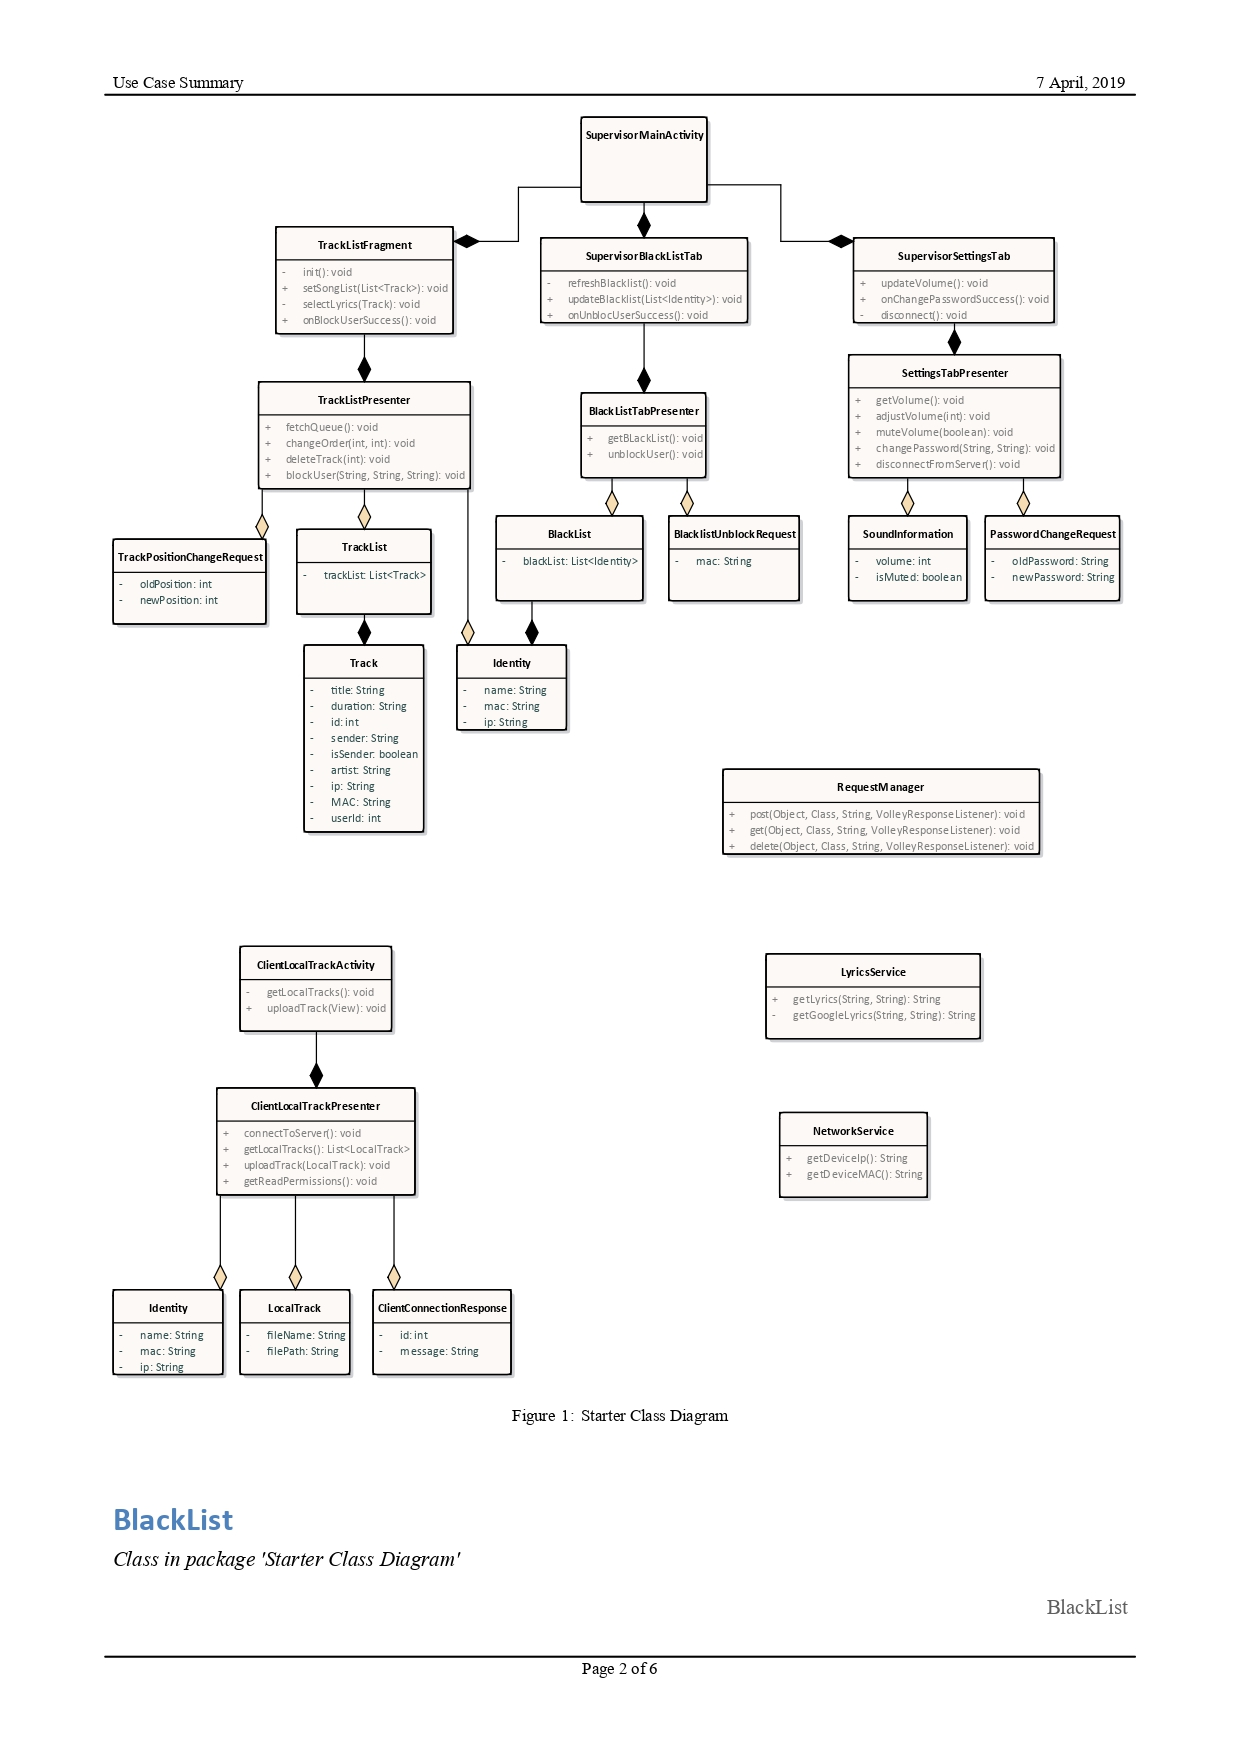 Use Case Summary
7 April, 2019
SupervisorMainActivity
TrackListFragment
- init(): void
+ setSongList(List<Track>): void
- selectLyrics(Track): void
+ onBlockUserSuccess(): void
SupervisorBlackListTab
- refreshBlacklist(): void
+ updateBlacklist(List<Identity>): void
+ onUnblocUserSuccess(): void
SupervisorSettingsTab
+ updateVolume(): void
+ onChangePasswordSuccess(): void
- disconnect(): void
TrackListPresenter
+ fetchQueue(): void
+ changeOrder(int, int): void
+ deleteTrack(int): void
+ blockUser(String, String, String): void
BlackListTabPresenter
+ getBLackList(): void
+ unblockUser(): void
SettingsTabPresenter
+ getVolume(): void
+ adjustVolume(int): void
+ muteVolume(boolean): void
+ changePassword(String, String): void
+ disconnectFromServer(): void
TrackPositionChangeRequest
- oldPosition: int
- newPosition: int
TrackList
- trackList: List<Track>
BlackList
- blackList: List<Identity>
BlacklistUnblockRequest
- mac: String
SoundInformation
- volume: int
- isMuted: boolean
PasswordChangeRequest
- oldPassword: String
- newPassword: String
Track
- title: String
- duration: String
- id: int
- sender: String
- isSender: boolean
- artist: String
- ip: String
- MAC: String
- userId: int
Identity
- name: String
- mac: String
- ip: String
RequestManager
+ post(Object, Class, String, VolleyResponseListener): void
+ get(Object, Class, String, VolleyResponseListener): void
+ delete(Object, Class, String, VolleyResponseListener): void
ClientLocalTrackActivity
- getLocalTracks(): void
+ uploadTrack(View): void
LyricsService
+ getLyrics(String, String): String
- getGoogleLyrics(String, String): String
ClientLocalTrackPresenter
+ connectToServer(): void
+ getLocalTracks(): List<LocalTrack>
+ uploadTrack(LocalTrack): void
+ getReadPermissions(): void
NetworkService
+ getDeviceIp(): String
+ getDeviceMAC(): String
Identity
- name: String
- mac: String
- ip: String
LocalTrack
- fileName: String
- filePath: String
ClientConnectionResponse
- id: int
- message: String
Figure 1: Starter Class Diagram
BlackList
Class in package 'Starter Class Diagram'
BlackList
Page 2 of 6